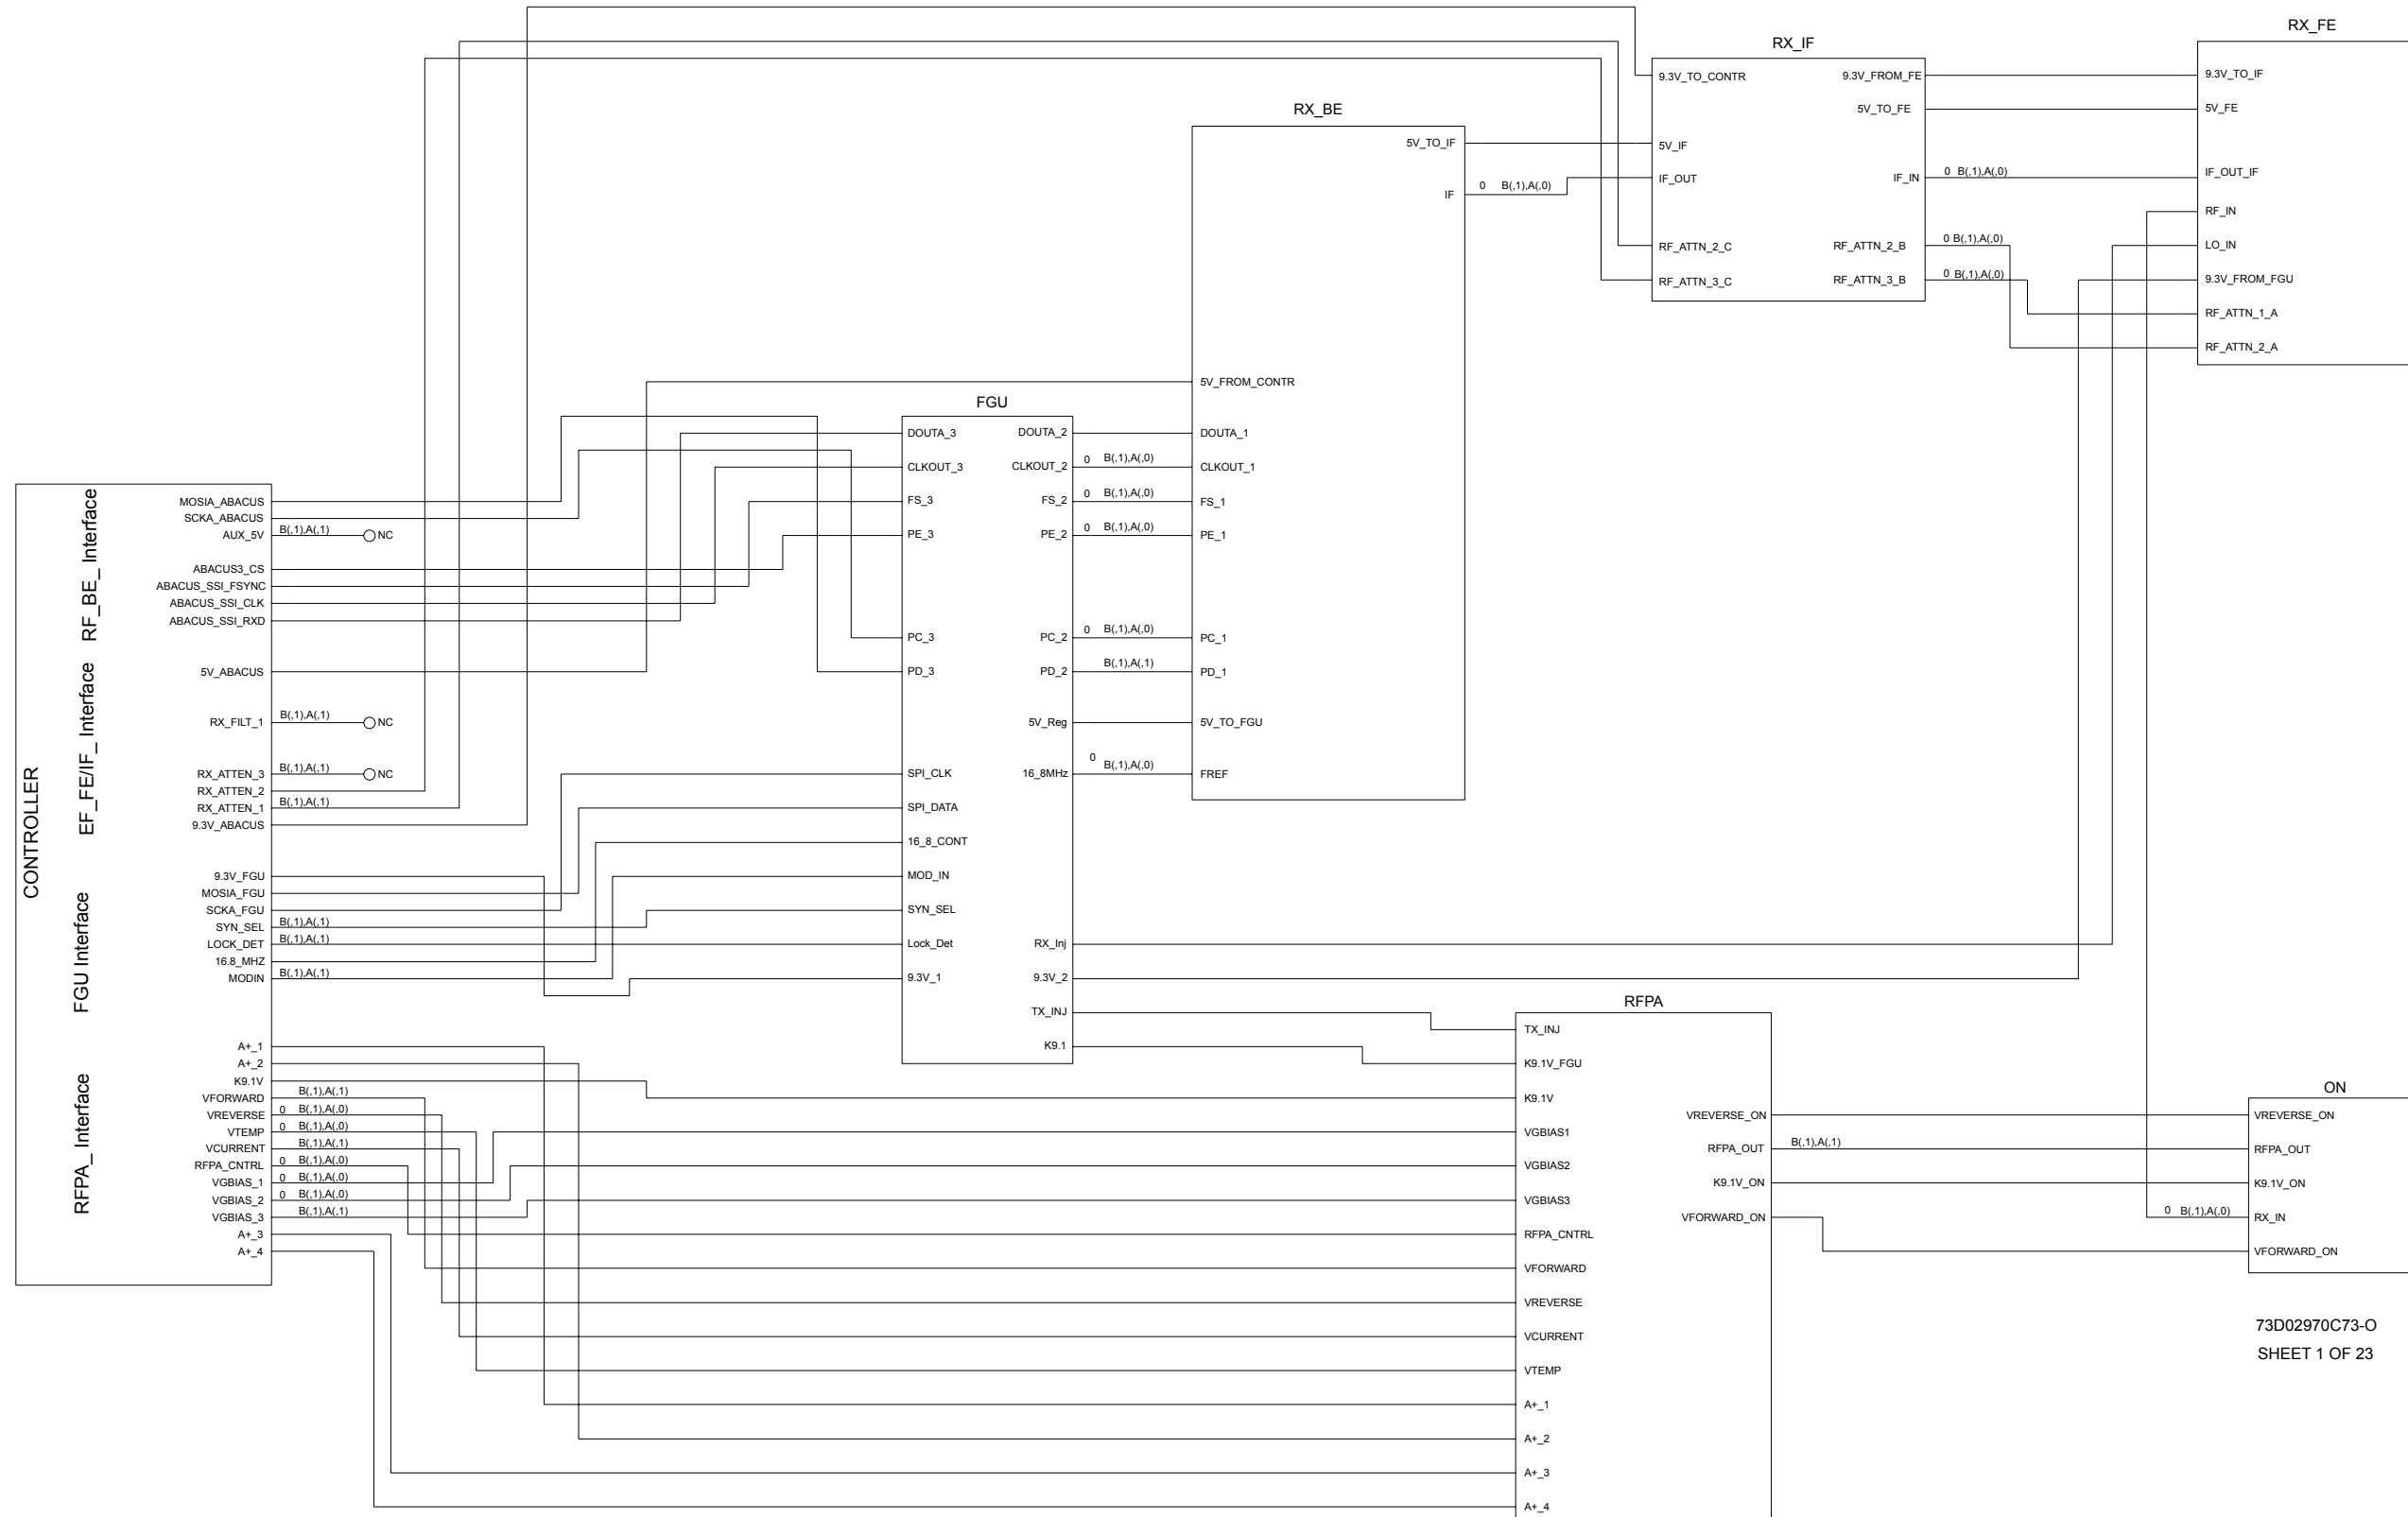 RX_FE
RX_IF
9.3V_TO_CONTR
9.3V_FROM_FE
9.3V_TO_IF
5V_TO_FE
5V_FE
RX_BE
5V_TO_IF
5V_IF
IF
0 B(,1),A(,0)
IF_OUT
IF_IN
0 B(,1),A(,0)
IF_OUT_IF
RF_IN
RF_ATTN_2_C
RF_ATTN_2_B
0 B(,1),A(,0)
LO_IN
RF_ATTN_3_C
RF_ATTN_3_B
0 B(,1),A(,0)
9.3V_FROM_FGU
RF_ATTN_1_A
RF_ATTN_2_A
5V_FROM_CONTR
FGU
DOUTA_3
DOUTA_2
DOUTA_1
CLKOUT_3
CLKOUT_2
0 B(,1),A(,0)
CLKOUT_1
FS_3
FS_2
0 B(,1),A(,0)
FS_1
PE_3
PE_2
0 B(,1),A(,0)
PE_1
PC_3
PC_2
0 B(,1),A(,0)
PC_1
PD_3
PD_2
B(,1),A(,1)
PD_1
5V_Reg
5V_TO_FGU
SPI_CLK
16_8MHz
0 B(,1),A(,0)
FREF
SPI_DATA
16_8_CONT
MOD_IN
SYN_SEL
Lock_Det
RX_Inj
9.3V_1
9.3V_2
TX_INJ
K9.1
CONTROLLER
RF_BE_ Interface
EF_FE/IF_ Interface
FGU Interface
RFPA_ Interface
MOSIA_ABACUS
SCKA_ABACUS
AUX_5V B(,1),A(,1) NC
ABACUS3_CS
ABACUS_SSI_FSYNC
ABACUS_SSI_CLK
ABACUS_SSI_RXD
5V_ABACUS
RX_FILT_1 B(,1),A(,1) NC
RX_ATTEN_3 B(,1),A(,1) NC
RX_ATTEN_2
RX_ATTEN_1 B(,1),A(,1)
9.3V_ABACUS
9.3V_FGU
MOSIA_FGU
SCKA_FGU
SYN_SEL B(,1),A(,1)
LOCK_DET B(,1),A(,1)
16.8_MHZ
MODIN B(,1),A(,1)
A+_1
A+_2
K9.1V
VFORWARD B(,1),A(,1)
VREVERSE 0 B(,1),A(,0)
VTEMP 0 B(,1),A(,0)
VCURRENT B(,1),A(,1)
RFPA_CNTRL 0 B(,1),A(,0)
VGBIAS_1 0 B(,1),A(,0)
VGBIAS_2 0 B(,1),A(,0)
VGBIAS_3 B(,1),A(,1)
A+_3
A+_4
RFPA
TX_INJ
K9.1V_FGU
K9.1V
VGBIAS1
VGBIAS2
VGBIAS3
RFPA_CNTRL
VFORWARD
VREVERSE
VCURRENT
VTEMP
A+_1
A+_2
A+_3
A+_4
VREVERSE_ON
RFPA_OUT B(,1),A(,1)
K9.1V_ON
VFORWARD_ON
ON
VREVERSE_ON
RFPA_OUT
K9.1V_ON
0 B(,1),A(,0) RX_IN
VFORWARD_ON
73D02970C73-O
SHEET 1 OF 23